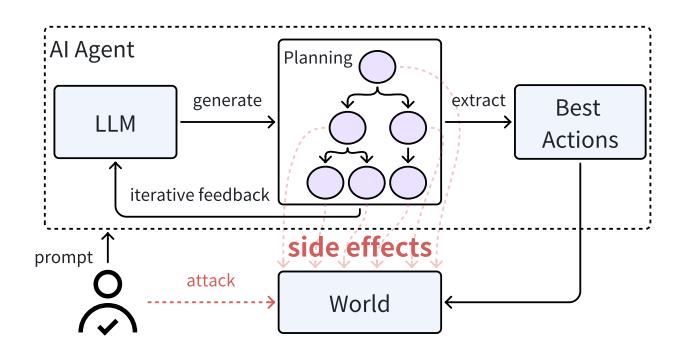 AI Agent
Planning
LLM
generate
extract
Best
Actions
iterative feedback
prompt
side effects
attack
World